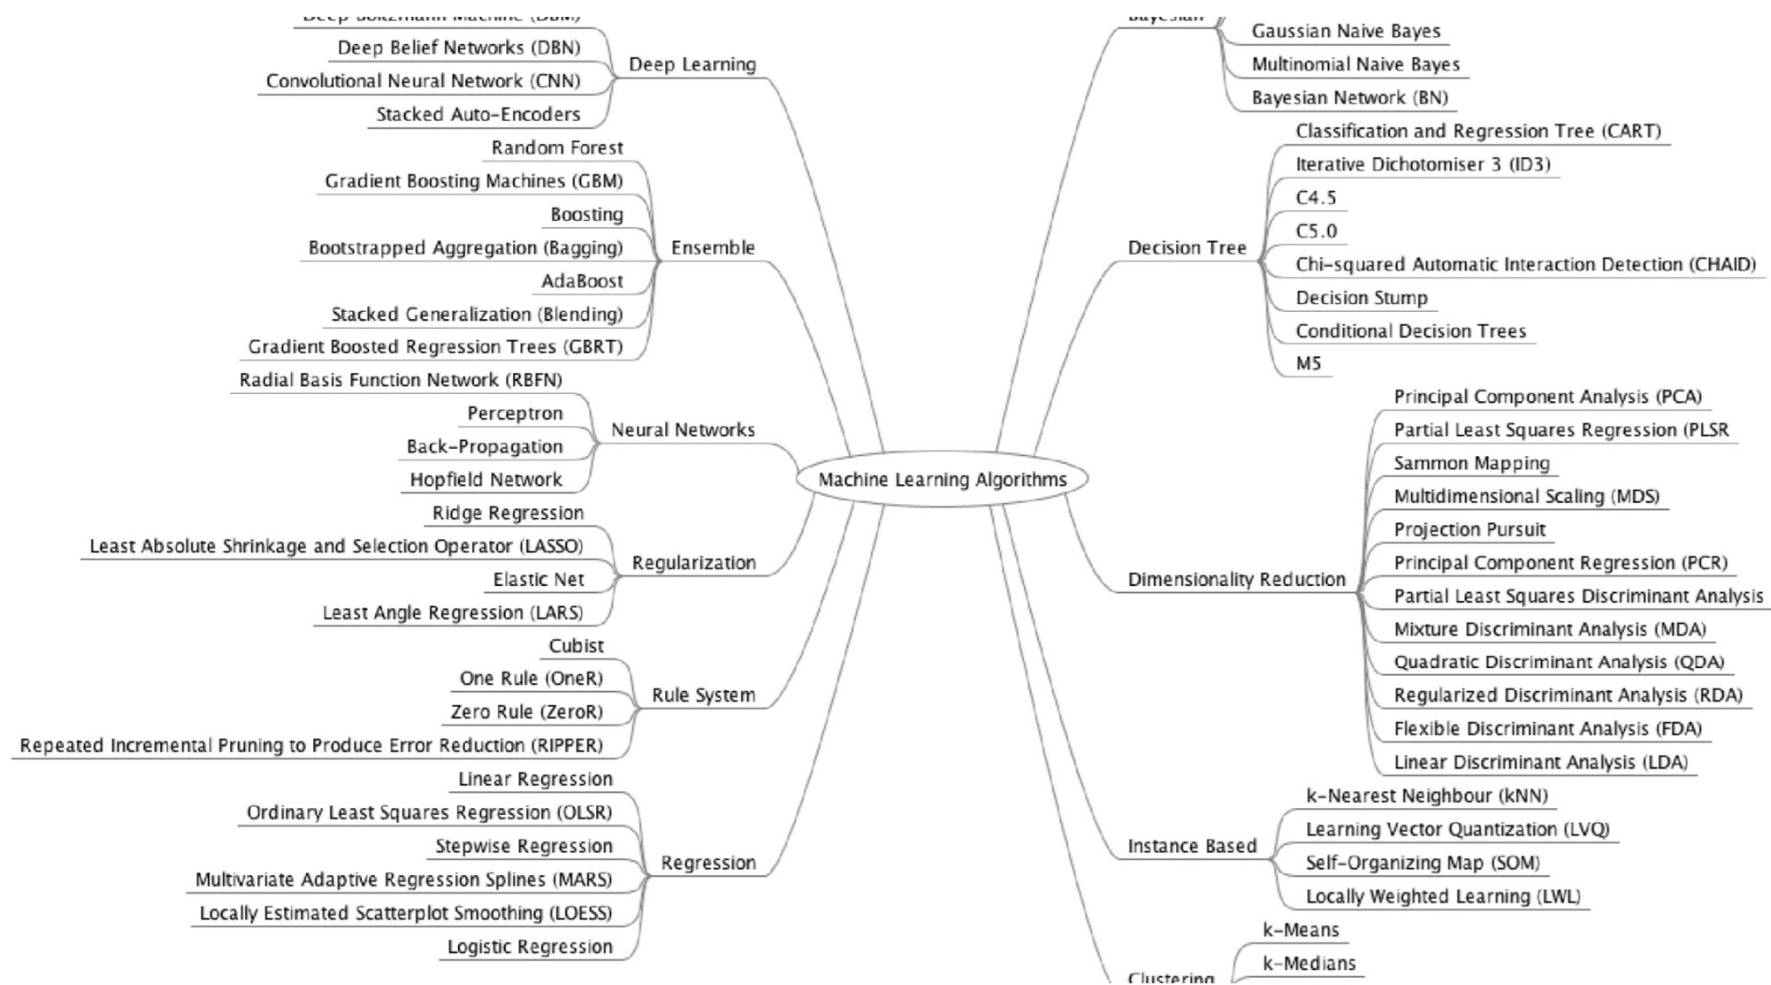 Deep Boltzmann Machine (DBM)
Deep Belief Networks (DBN)
Convolutional Neural Network (CNN)
Stacked Auto-Encoders
Deep Learning
Random Forest
Gradient Boosting Machines (GBM)
Boosting
Bootstrapped Aggregation (Bagging)
AdaBoost
Stacked Generalization (Blending)
Gradient Boosted Regression Trees (GBRT)
Ensemble
Radial Basis Function Network (RBFN)
Perceptron
Back-Propagation
Hopfield Network
Neural Networks
Ridge Regression
Least Absolute Shrinkage and Selection Operator (LASSO)
Elastic Net
Least Angle Regression (LARS)
Regularization
Cubist
One Rule (OneR)
Zero Rule (ZeroR)
Repeated Incremental Pruning to Produce Error Reduction (RIPPER)
Rule System
Linear Regression
Ordinary Least Squares Regression (OLSR)
Stepwise Regression
Multivariate Adaptive Regression Splines (MARS)
Locally Estimated Scatterplot Smoothing (LOESS)
Logistic Regression
Regression
Machine Learning Algorithms
Bayesian
Gaussian Naive Bayes
Multinomial Naive Bayes
Bayesian Network (BN)
Decision Tree
Classification and Regression Tree (CART)
Iterative Dichotomiser 3 (ID3)
C4.5
C5.0
Chi-squared Automatic Interaction Detection (CHAID)
Decision Stump
Conditional Decision Trees
M5
Dimensionality Reduction
Principal Component Analysis (PCA)
Partial Least Squares Regression (PLSR
Sammon Mapping
Multidimensional Scaling (MDS)
Projection Pursuit
Principal Component Regression (PCR)
Partial Least Squares Discriminant Analysis
Mixture Discriminant Analysis (MDA)
Quadratic Discriminant Analysis (QDA)
Regularized Discriminant Analysis (RDA)
Flexible Discriminant Analysis (FDA)
Linear Discriminant Analysis (LDA)
Instance Based
k-Nearest Neighbour (kNN)
Learning Vector Quantization (LVQ)
Self-Organizing Map (SOM)
Locally Weighted Learning (LWL)
Clustering
k-Means
k-Medians